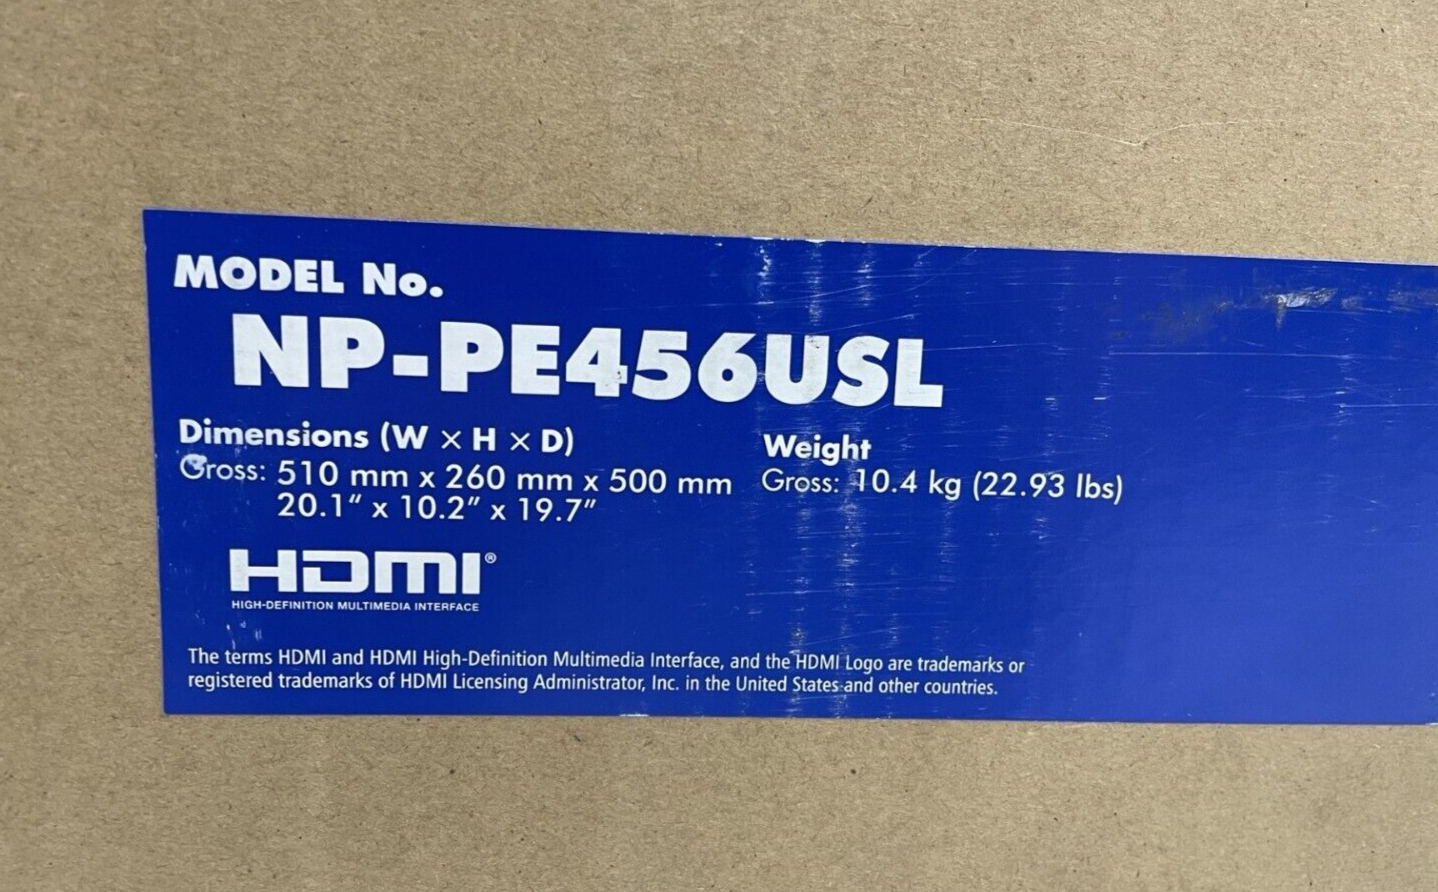 MODEL No.
NP-PE456USL
Dimensions (W × H × D)
Gross: 510 mm x 260 mm x 500 mm
20.1” x 10.2” x 19.7”
Weight
Gross: 10.4 kg (22.93 lbs)
HDMI®
HIGH-DEFINITION MULTIMEDIA INTERFACE
The terms HDMI and HDMI High-Definition Multimedia Interface, and the HDMI Logo are trademarks or
registered trademarks of HDMI Licensing Administrator, Inc. in the United States and other countries.